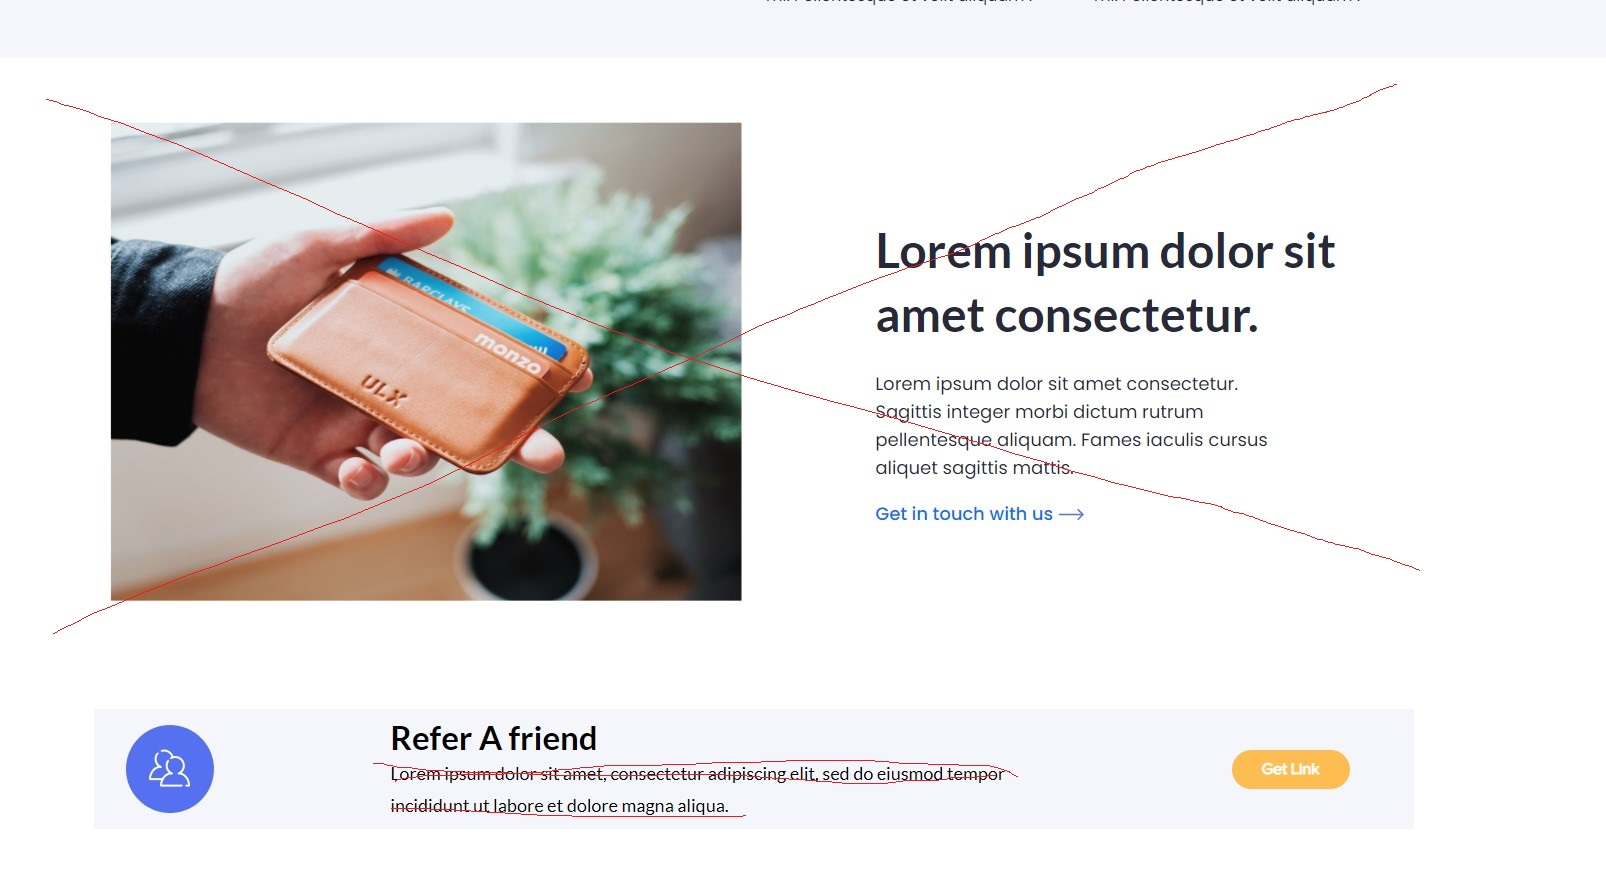 Lorem ipsum dolor sit
amet consectetur.
BARCLAYS
monzo
ULX
Lorem ipsum dolor sit amet consectetur.
Sagittis integer morbi dictum rutrum
pellentesque aliquam. Fames iaculis cursus
aliquet sagittis mattis.
Get in touch with us
Refer A friend
Lorem ipsum dolor sit amet, consectetur adipiscing elit, sed do eiusmod tempor
incididunt ut labore et dolore magna aliqua.
Get Link